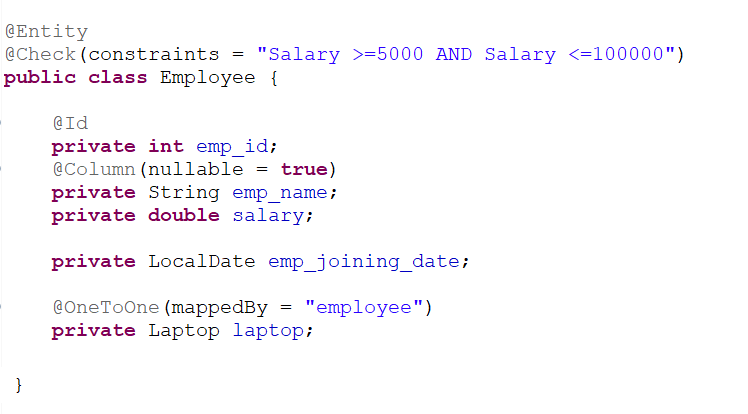 @Entity
@Check(constraints = "Salary >=5000 AND Salary <=100000")
public class Employee {
@Id
private int emp_id;
@Column(nullable = true)
private String emp_name;
private double salary;
private LocalDate emp_joining_date;
@OneToOne(mappedBy = "employee")
private Laptop laptop;
}